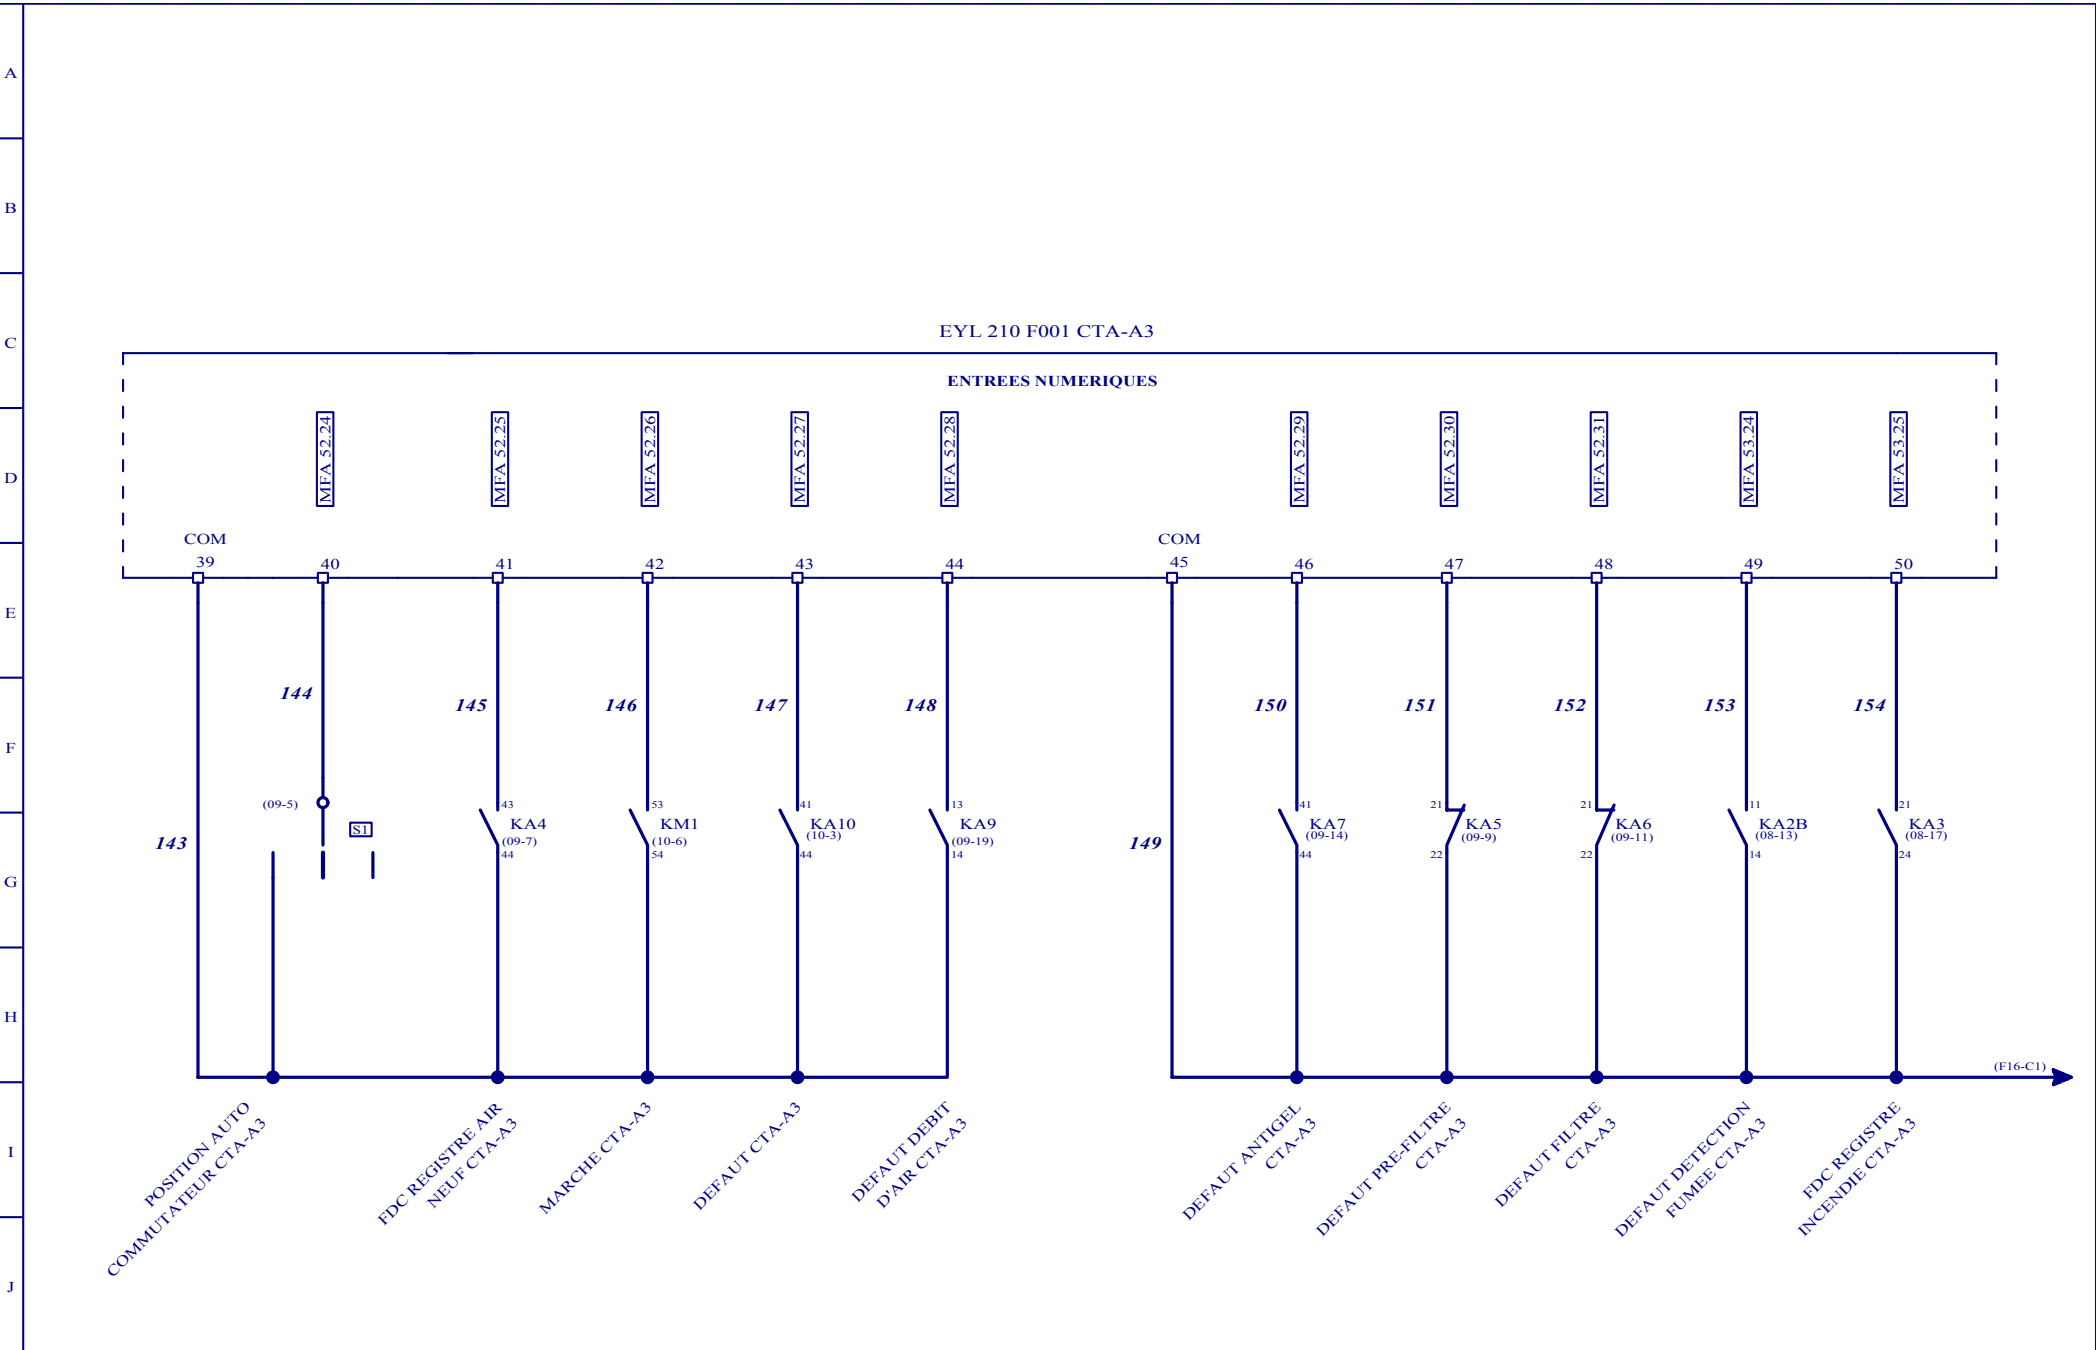 A
B
C
D
E
F
G
H
I
J
EYL 210 F001 CTA-A3
ENTREES NUMERIQUES
MFA 52.24
MFA 52.25
MFA 52.26
MFA 52.27
MFA 52.28
MFA 52.29
MFA 52.30
MFA 52.31
MFA 53.24
MFA 53.25
COM
COM
39
40
41
42
43
44
45
46
47
48
49
50
144
145
146
147
148
150
151
152
153
154
143
149
(09-5)
S1
43
KA4
(09-7)
44
53
KM1
(10-6)
54
41
KA10
(10-3)
44
13
KA9
(09-19)
14
41
KA7
(09-14)
44
21
KA5
(09-9)
22
21
KA6
(09-11)
22
11
KA2B
(08-13)
14
21
KA3
(08-17)
24
(F16-C1)
POSITION AUTO
COMMUTATEUR CTA-A3
FDC REGISTRE AIR
NEUF CTA-A3
MARCHE CTA-A3
DEFAUT CTA-A3
DEFAUT DEBIT
D'AIR CTA-A3
DEFAUT ANTIGEL
CTA-A3
DEFAUT PRE-FILTRE
CTA-A3
DEFAUT FILTRE
CTA-A3
DEFAUT DETECTION
FUMEE CTA-A3
FDC REGISTRE
INCENDIE CTA-A3